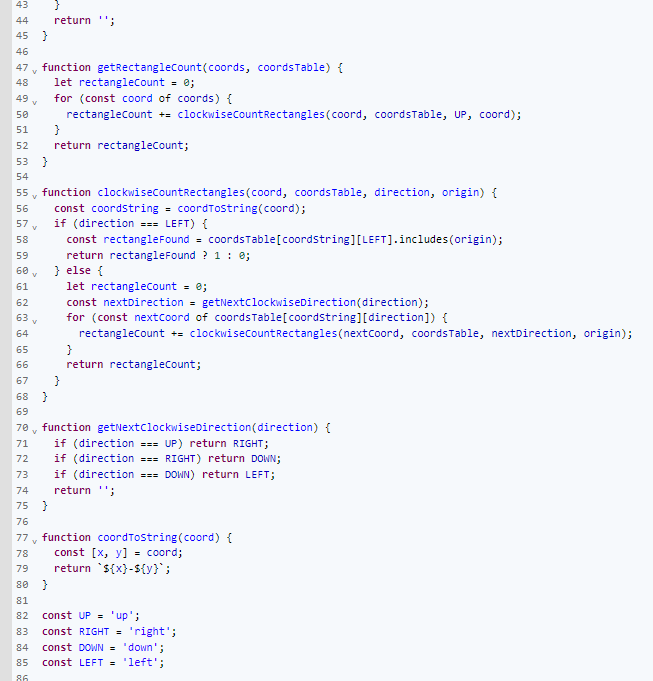 43 }
44 return '';
45 }
46
47 function getRectangleCount(coords, coordsTable) {
48 let rectangleCount = 0;
49 for (const coord of coords) {
50 rectangleCount += clockwiseCountRectangles(coord, coordsTable, UP, coord);
51 }
52 return rectangleCount;
53 }
54
55 function clockwiseCountRectangles(coord, coordsTable, direction, origin) {
56 const coordString = coordToString(coord);
57 if (direction === LEFT) {
58 const rectangleFound = coordsTable[coordString][LEFT].includes(origin);
59 return rectangleFound ? 1 : 0;
60 } else {
61 let rectangleCount = 0;
62 const nextDirection = getNextClockwiseDirection(direction);
63 for (const nextCoord of coordsTable[coordString][direction]) {
64 rectangleCount += clockwiseCountRectangles(nextCoord, coordsTable, nextDirection, origin);
65 }
66 return rectangleCount;
67 }
68 }
69
70 function getNextClockwiseDirection(direction) {
71 if (direction === UP) return RIGHT;
72 if (direction === RIGHT) return DOWN;
73 if (direction === DOWN) return LEFT;
74 return '';
75 }
76
77 function coordToString(coord) {
78 const [x, y] = coord;
79 return `${x}-${y}`;
80 }
81
82 const UP = 'up';
83 const RIGHT = 'right';
84 const DOWN = 'down';
85 const LEFT = 'left';
86